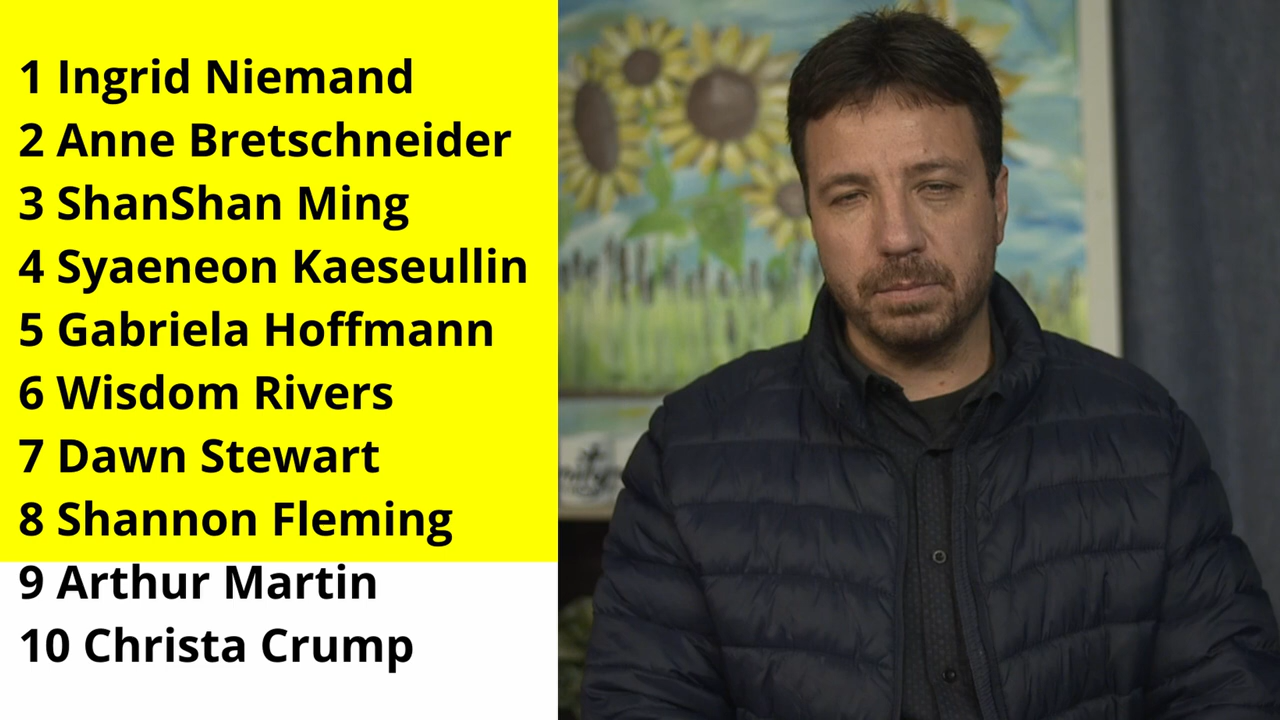 1 Ingrid Niemand
2 Anne Bretschneider
3 ShanShan Ming
4 Syaeneon Kaeseullin
5 Gabriela Hoffmann
6 Wisdom Rivers
7 Dawn Stewart
8 Shannon Fleming
9 Arthur Martin
10 Christa Crump